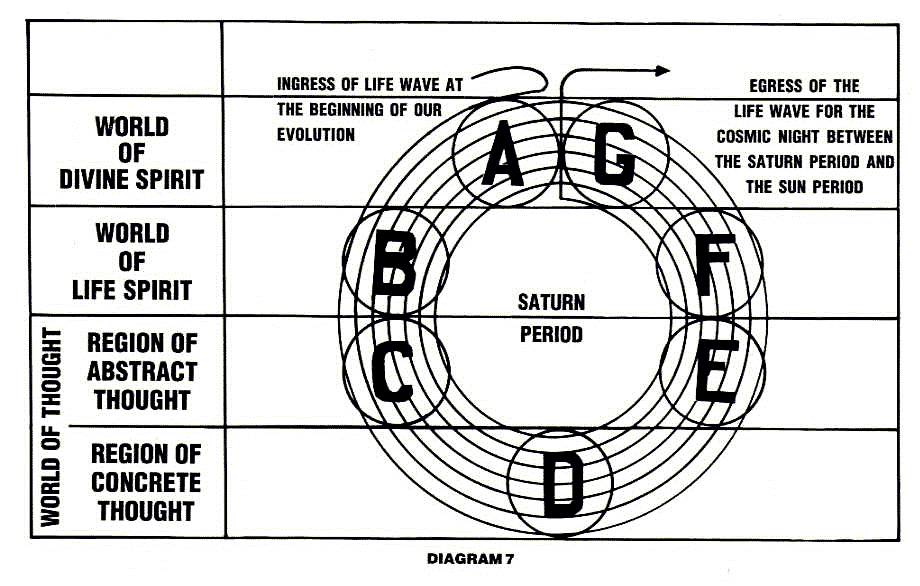 INGRESS OF LIFE WAVE AT
THE BEGINNING OF OUR
EVOLUTION
EGRESS OF THE
LIFE WAVE FOR THE
COSMIC NIGHT BETWEEN
THE SATURN PERIOD AND
THE SUN PERIOD
WORLD
OF
DIVINE SPIRIT
A
G
WORLD
OF
LIFE SPIRIT
B
F
SATURN
PERIOD
WORLD OF THOUGHT
REGION OF
ABSTRACT
THOUGHT
C
E
REGION OF
CONCRETE
THOUGHT
D
DIAGRAM 7